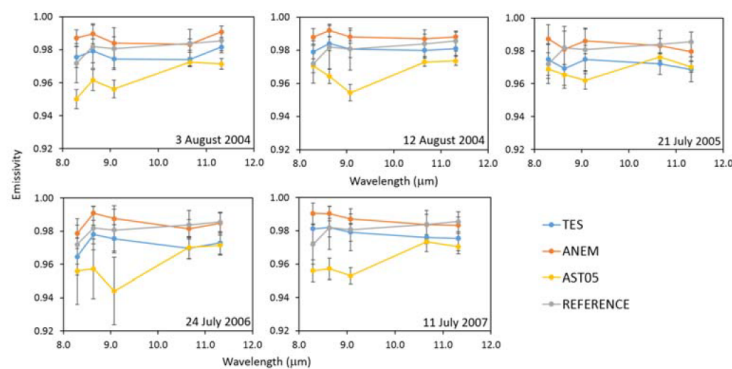 1.00 1.00 1.00
0.98 0.98 0.98
0.96 0.96 0.96
0.94 0.94 0.94
0.92 3 August 2004 0.92 12 August 2004 0.92 21 July 2005
8.0 9.0 10.0 11.0 12.0 8.0 9.0 10.0 11.0 12.0 8.0 9.0 10.0 11.0 12.0
Emissivity
Wavelength (µm)
1.00 1.00
0.98 0.98
0.96 0.96
0.94 0.94
0.92 24 July 2006 0.92 11 July 2007
8.0 9.0 10.0 11.0 12.0 8.0 9.0 10.0 11.0 12.0
Wavelength (µm)
TES
ANEM
AST05
REFERENCE